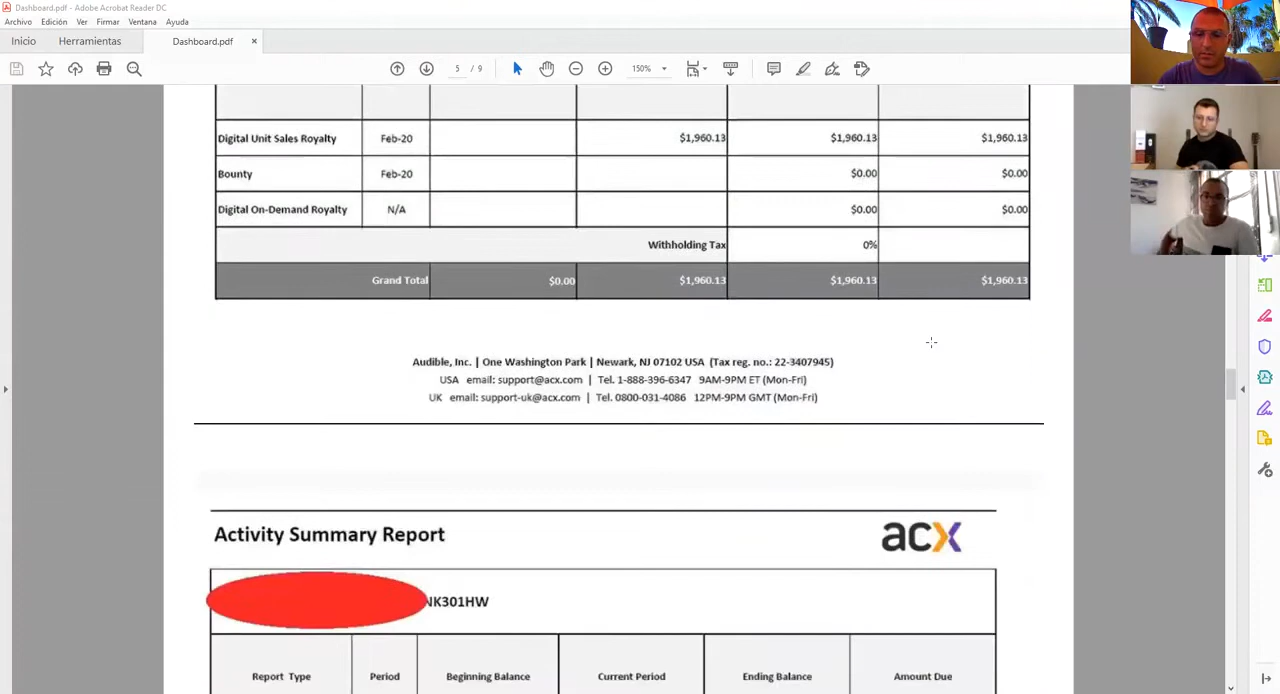 Dashboard.pdf - Adobe Acrobat Reader DC
Archivo Edición Ver Firmar Ventana Ayuda
Inicio Herramientas Dashboard.pdf ×
5 / 9 150%
Digital Unit Sales Royalty Feb-20 $1,960.13 $1,960.13 $1,960.13
Bounty Feb-20 $0.00 $0.00
Digital On-Demand Royalty N/A $0.00 $0.00
Withholding Tax 0%
Grand Total $0.00 $1,960.13 $1,960.13 $1,960.13
Audible, Inc. | One Washington Park | Newark, NJ 07102 USA (Tax reg. no.: 22-3407945)
USA email: support@acx.com | Tel. 1-888-396-6347 9AM-9PM ET (Mon-Fri)
UK email: support-uk@acx.com | Tel. 0800-031-4086 12PM-9PM GMT (Mon-Fri)
Activity Summary Report acx
NK301HW
Report Type Period Beginning Balance Current Period Ending Balance Amount Due